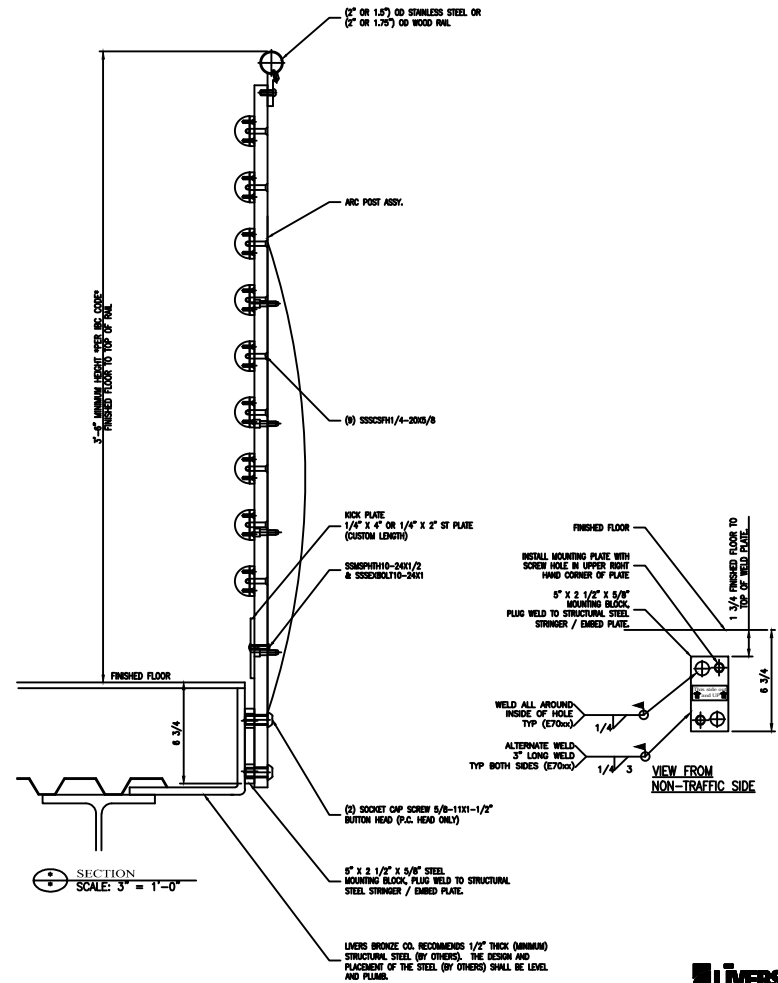 (2" OR 1.5") OD STAINLESS STEEL OR
(2" OR 1.75") OD WOOD RAIL
3'-6" MINIMUM HEIGHT *PER IBC CODE*
FINISHED FLOOR TO TOP OF RAIL
ARC POST ASSY.
(9) SSSCSFH1/4-20X5/8
KICK PLATE
1/4" X 4" OR 1/4" X 2" ST PLATE
(CUSTOM LENGTH)
SSMSPHTH10-24X1/2
& SSSEXBOLT10-24X1
FINISHED FLOOR
6 3/4
(2) SOCKET CAP SCREW 5/8-11X1-1/2"
BUTTON HEAD (P.C. HEAD ONLY)
5" X 2 1/2" X 5/8" STEEL
MOUNTING BLOCK, PLUG WELD TO STRUCTURAL
STEEL STRINGER / EMBED PLATE.
LIVERS BRONZE CO. RECOMMENDS 1/2" THICK (MINIMUM)
STRUCTURAL STEEL (BY OTHERS). THE DESIGN AND
PLACEMENT OF THE STEEL (BY OTHERS) SHALL BE LEVEL
AND PLUMB.
* *
SECTION
SCALE: 3" = 1'-0"
FINISHED FLOOR
INSTALL MOUNTING PLATE WITH
SCREW HOLE IN UPPER RIGHT
HAND CORNER OF PLATE
5" X 2 1/2" X 5/8"
MOUNTING BLOCK,
PLUG WELD TO STRUCTURAL STEEL
STRINGER / EMBED PLATE.
1 3/4 FINISHED FLOOR TO
TOP OF WELD PLATE
6 3/4
This side out
and UP
WELD ALL AROUND
INSIDE OF HOLE
TYP (E70xx)
1/4
ALTERNATE WELD
3" LONG WELD
TYP BOTH SIDES (E70xx)
1/4 3
VIEW FROM
NON-TRAFFIC SIDE
LIVERS